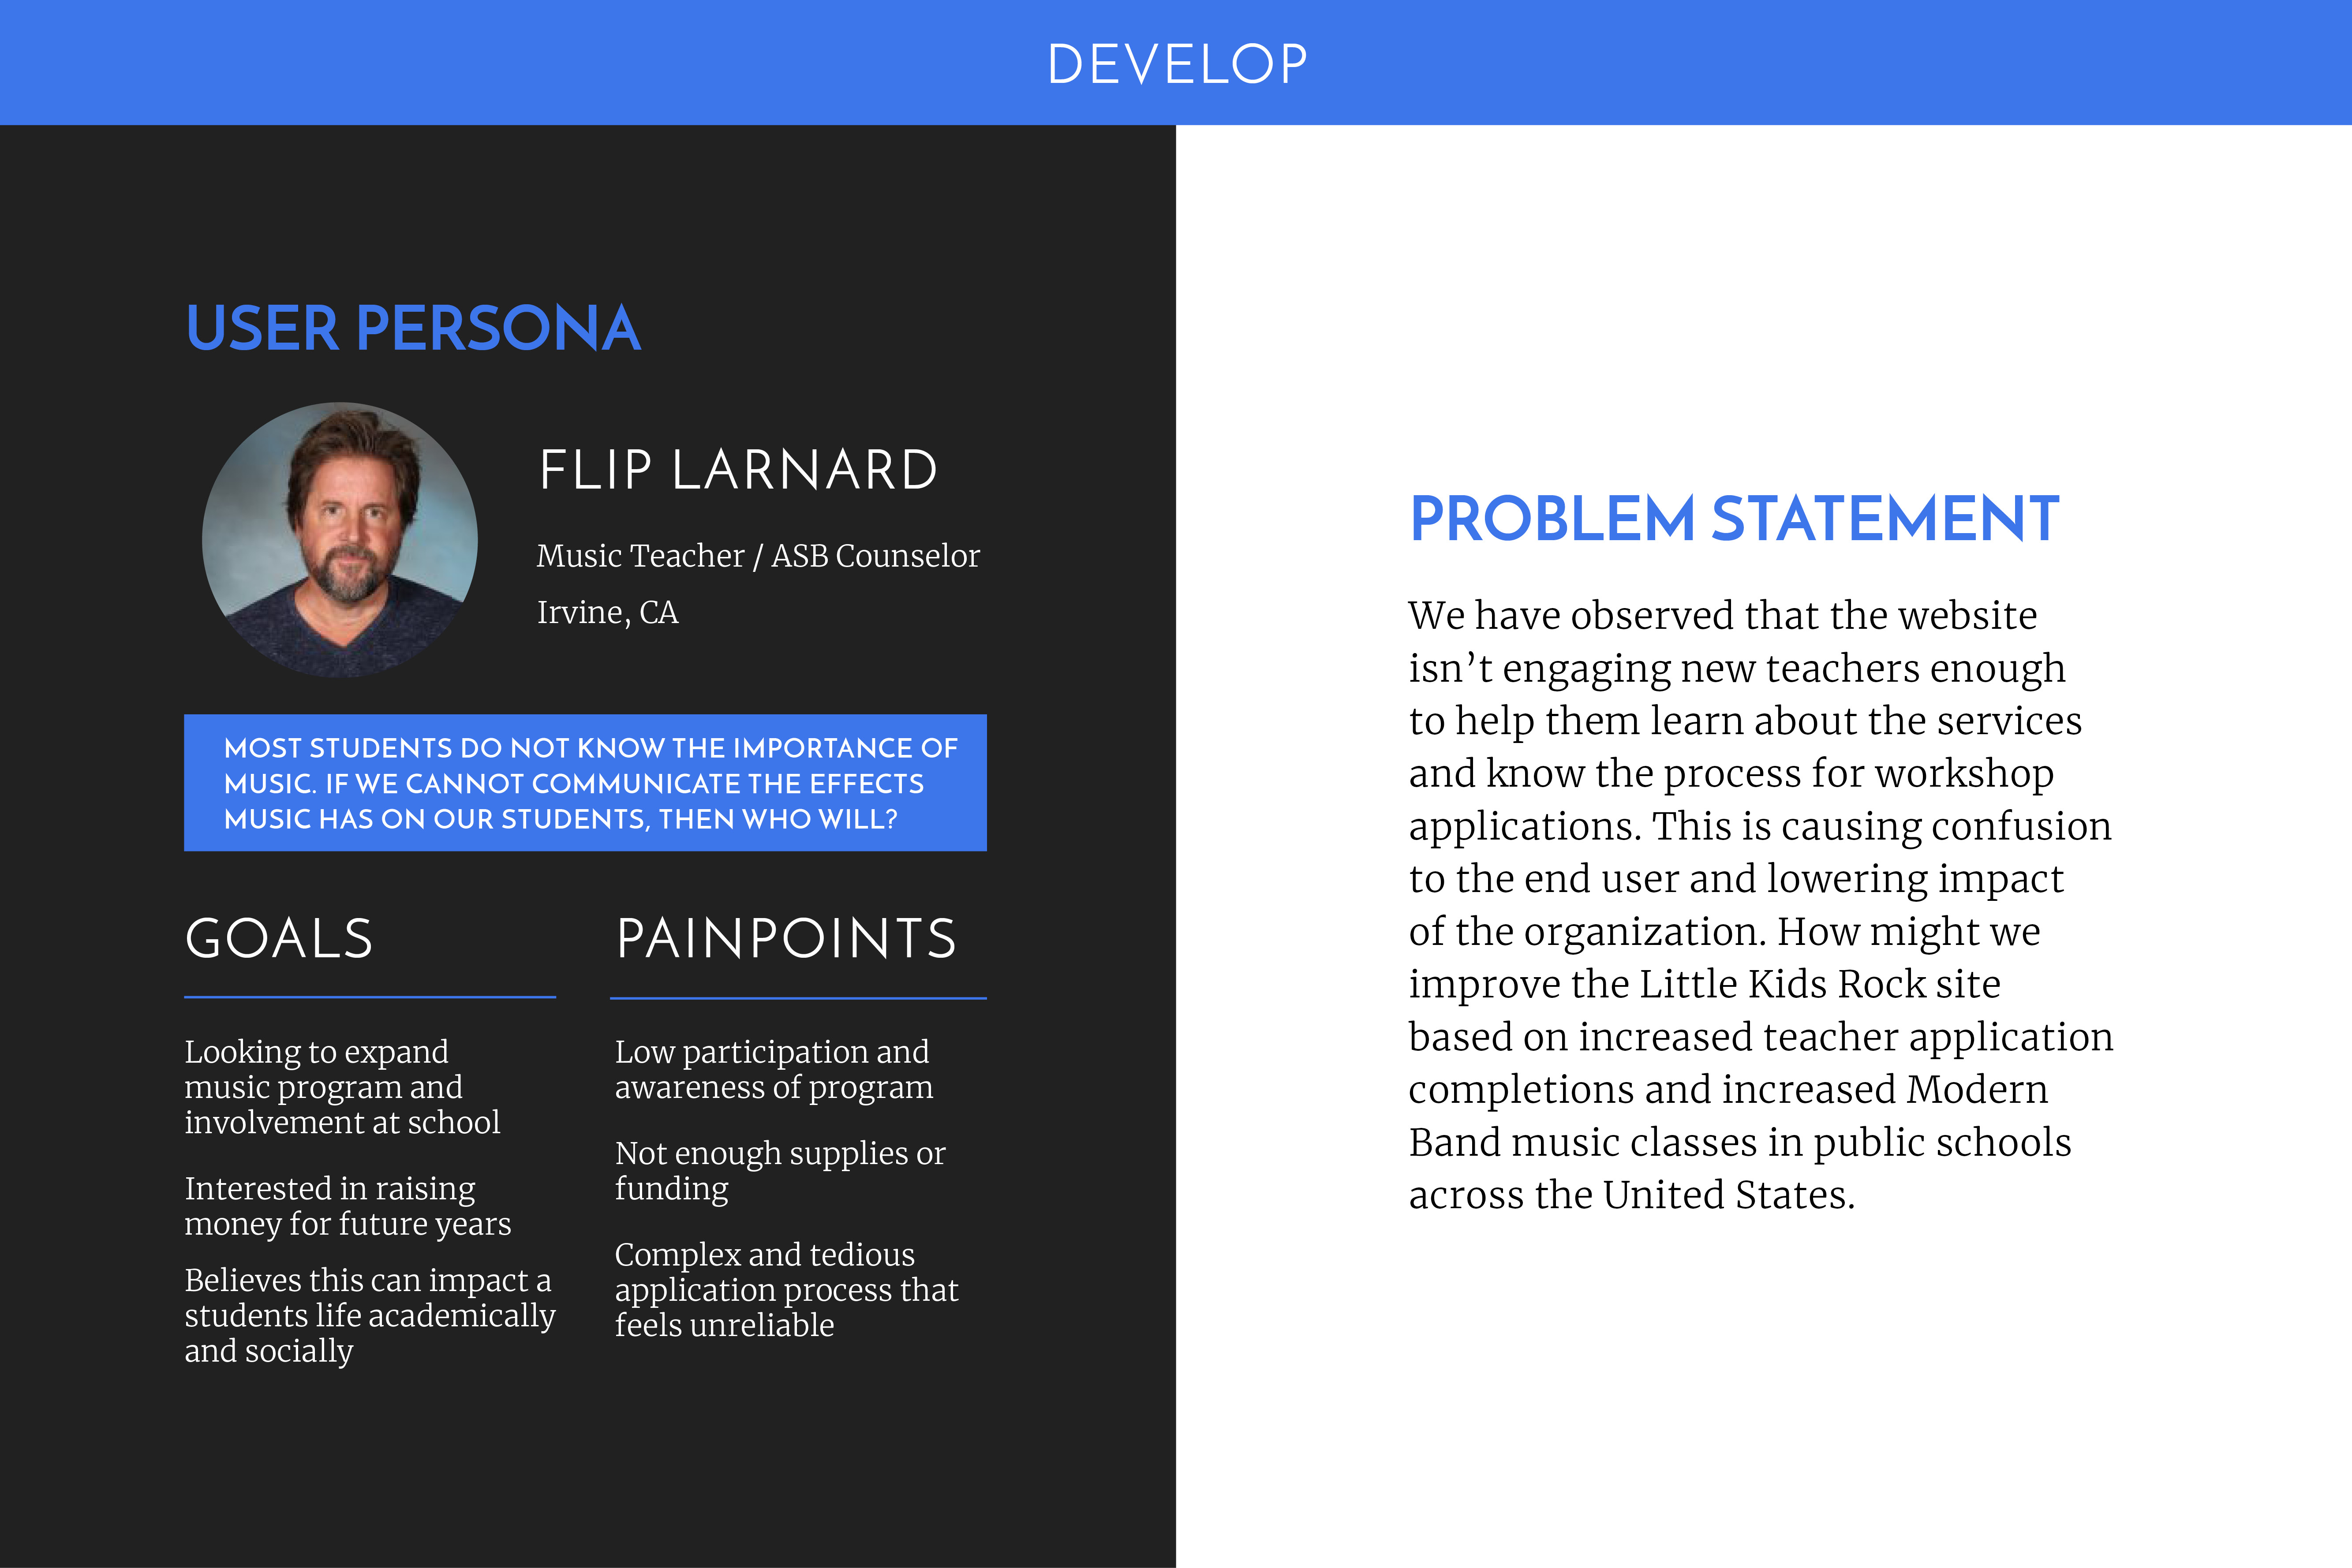 DEVELOP
USER PERSONA
FLIP LARNARD
Music Teacher / ASB Counselor
Irvine, CA
MOST STUDENTS DO NOT KNOW THE IMPORTANCE OF
MUSIC. IF WE CANNOT COMMUNICATE THE EFFECTS
MUSIC HAS ON OUR STUDENTS, THEN WHO WILL?
GOALS
Looking to expand
music program and
involvement at school
Interested in raising
money for future years
Believes this can impact a
students life academically
and socially
PAINPOINTS
Low participation and
awareness of program
Not enough supplies or
funding
Complex and tedious
application process that
feels unreliable
PROBLEM STATEMENT
We have observed that the website
isn’t engaging new teachers enough
to help them learn about the services
and know the process for workshop
applications. This is causing confusion
to the end user and lowering impact
of the organization. How might we
improve the Little Kids Rock site
based on increased teacher application
completions and increased Modern
Band music classes in public schools
across the United States.